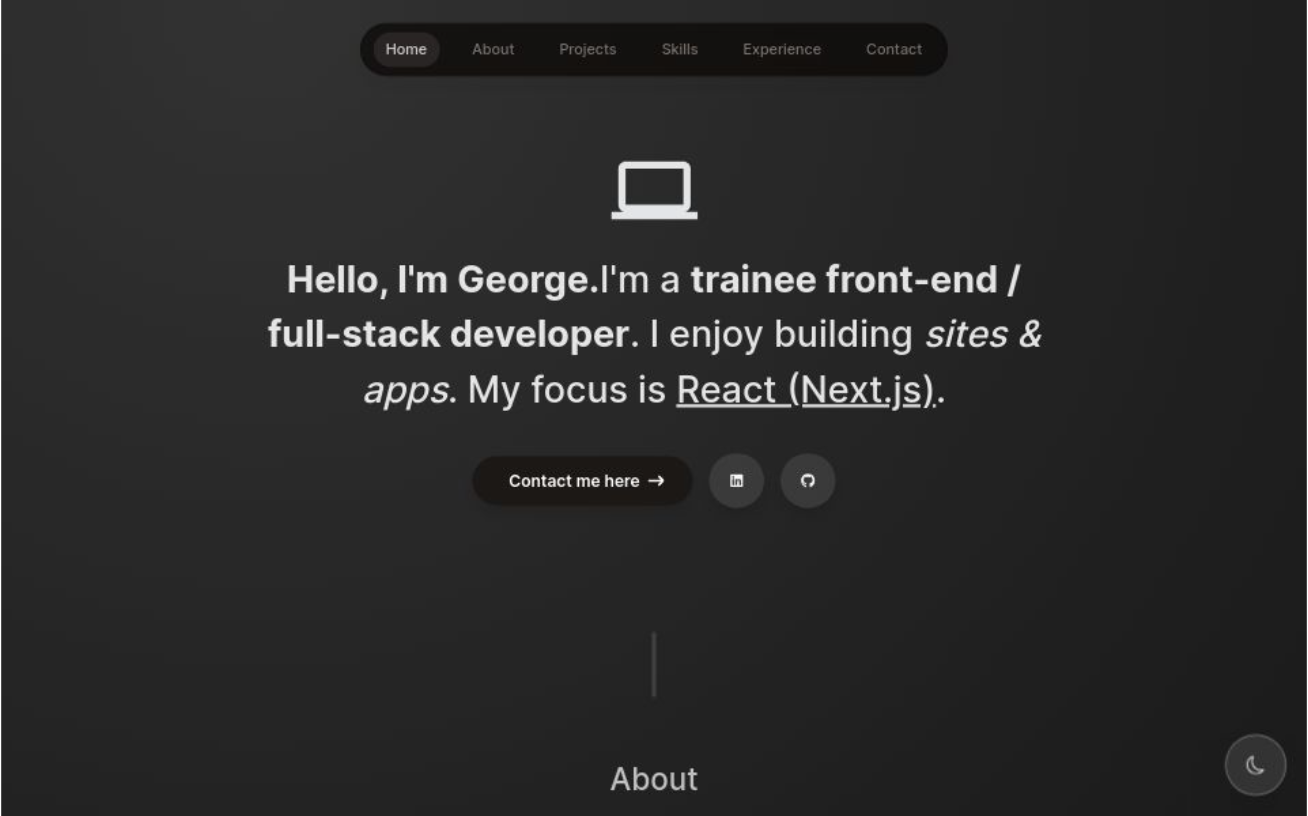 Home About Projects Skills Experience Contact
Hello, I'm George.I'm a trainee front-end /
full-stack developer. I enjoy building sites &
apps. My focus is React (Next.js).
Contact me here →
in
About